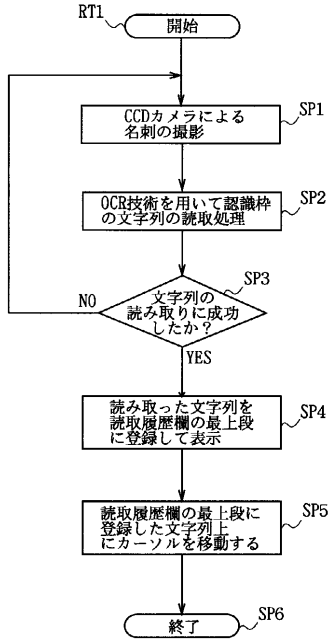 RT1
開始
SP1
CCDカメラによる
名刺の撮影
SP2
OCR技術を用いて認識枠
の文字列の読取処理
SP3
文字列の
読み取りに成功
したか?
NO
YES
SP4
読み取った文字列を
読取履歴欄の最上段
に登録して表示
SP5
読取履歴欄の最上段に
登録した文字列上
にカーソルを移動する
SP6
終了